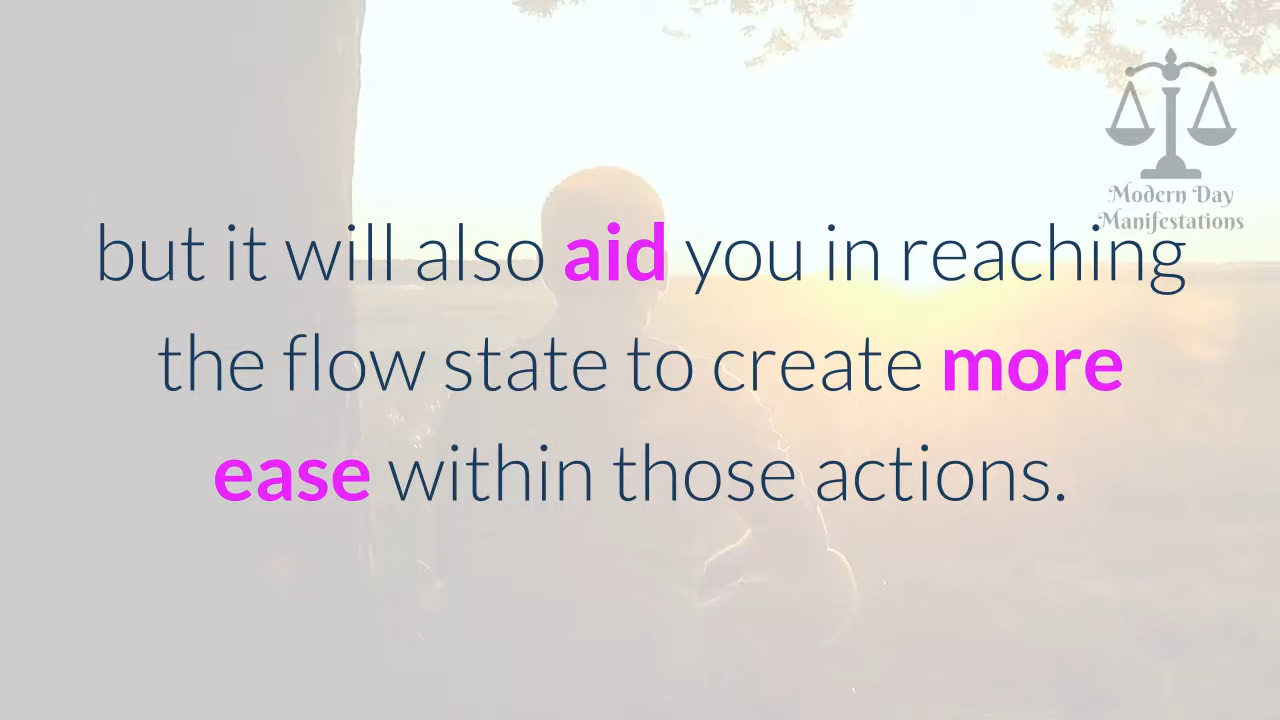 Modern Day
Manifestations
but it will also aid you in reaching
the flow state to create more
ease within those actions.